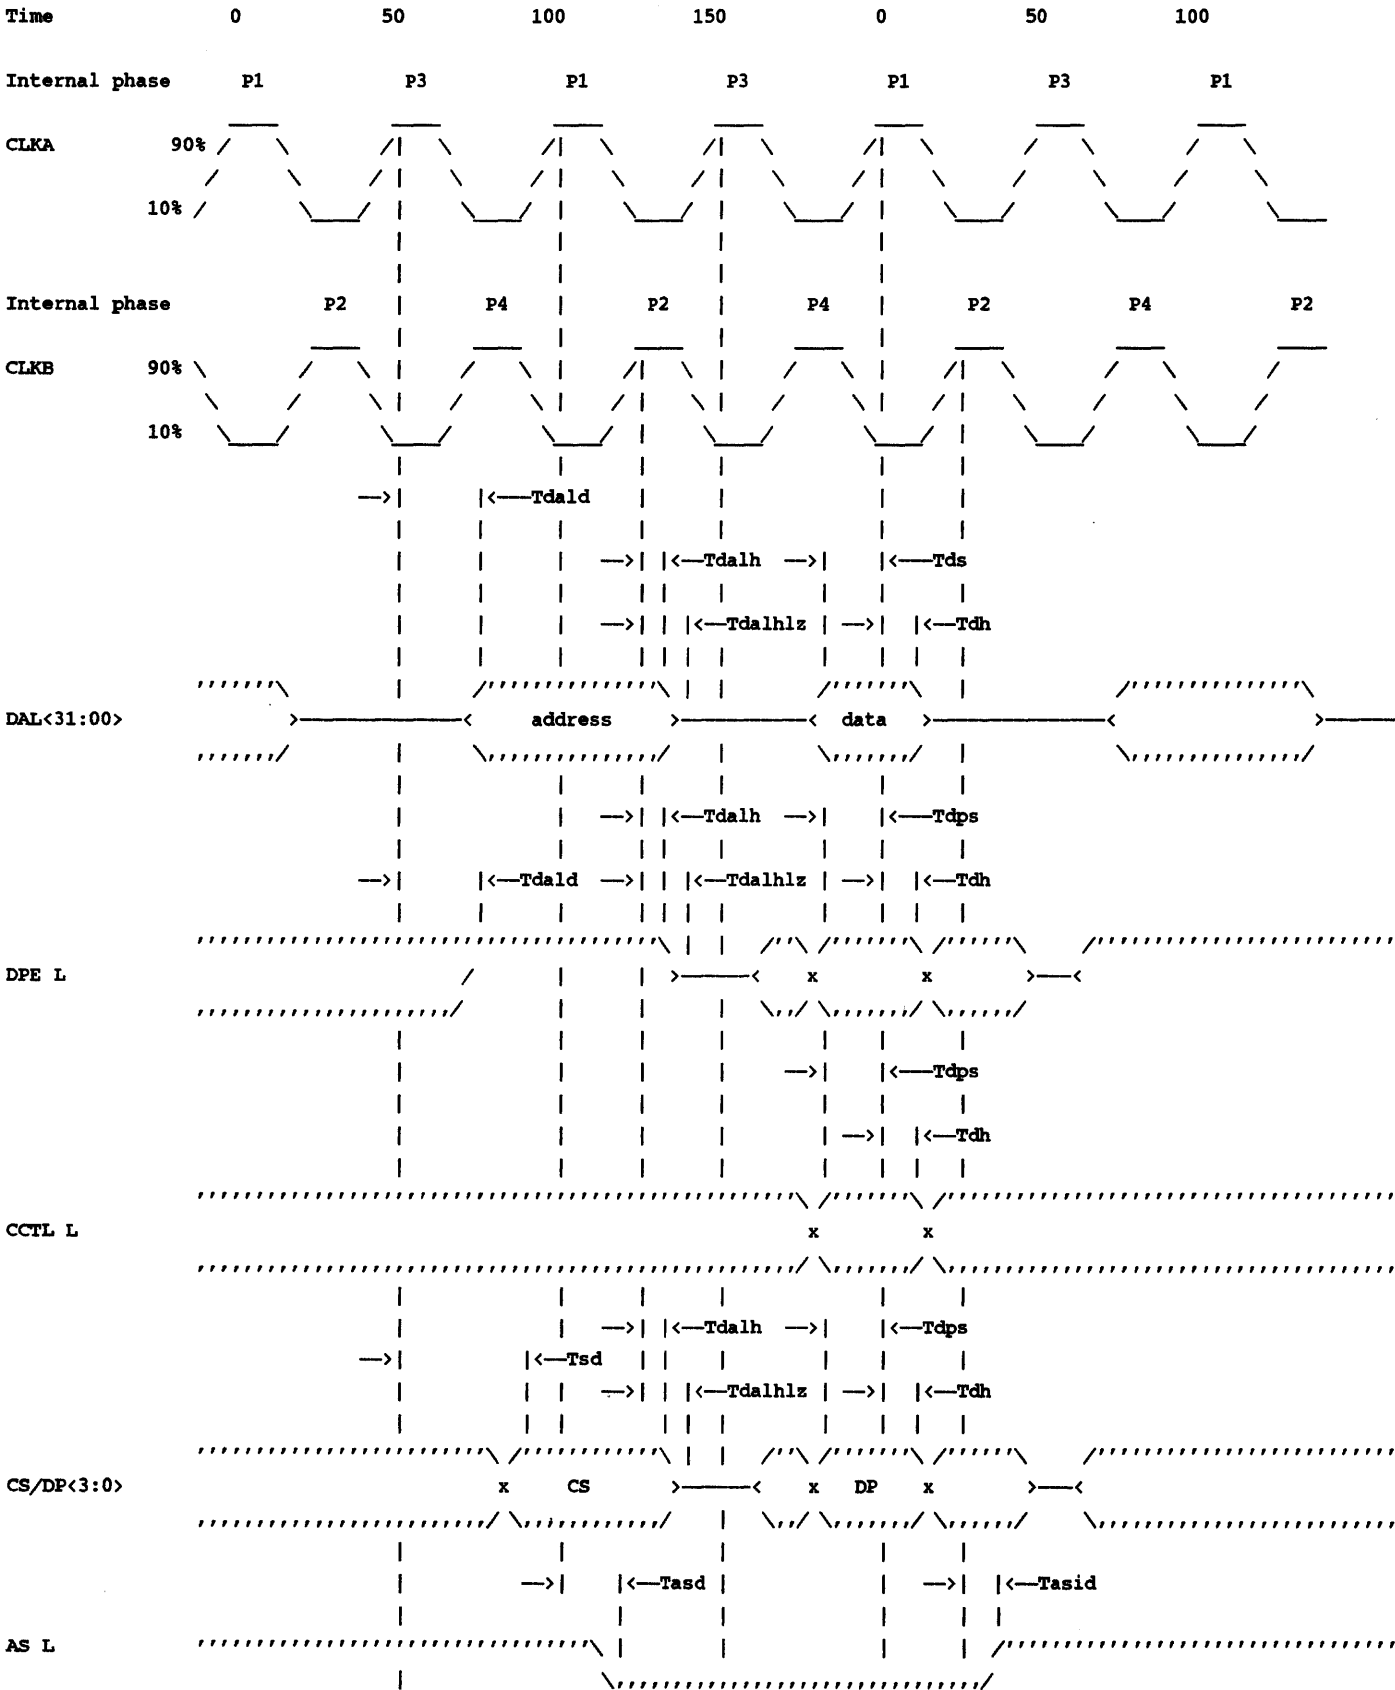 Time 0 50 100 150 0 50 100
Internal phase P1 P3 P1 P3 P1 P3 P1
CLKA 90%
10%
Internal phase P2 P4 P2 P4 P2 P4 P2
CLKB 90%
10%
-->| |<--Tdald
-->| |<--Tdalh -->| |<--Tds
-->| |<--Tdalhlz -->| |<--Tdh
DAL<31:00> address data
-->| |<--Tdalh -->| |<--Tdps
-->| |<--Tdald -->| |<--Tdalhlz -->| |<--Tdh
DPE L x x
-->| |<--Tdps
-->| |<--Tdh
CCTL L x x
-->| |<--Tdalh -->| |<--Tdps
-->| |<--Tsd
-->| |<--Tdalhlz -->| |<--Tdh
CS/DP<3:0> x CS x DP x
-->| |<--Tasd -->| |<--Tasid
AS L